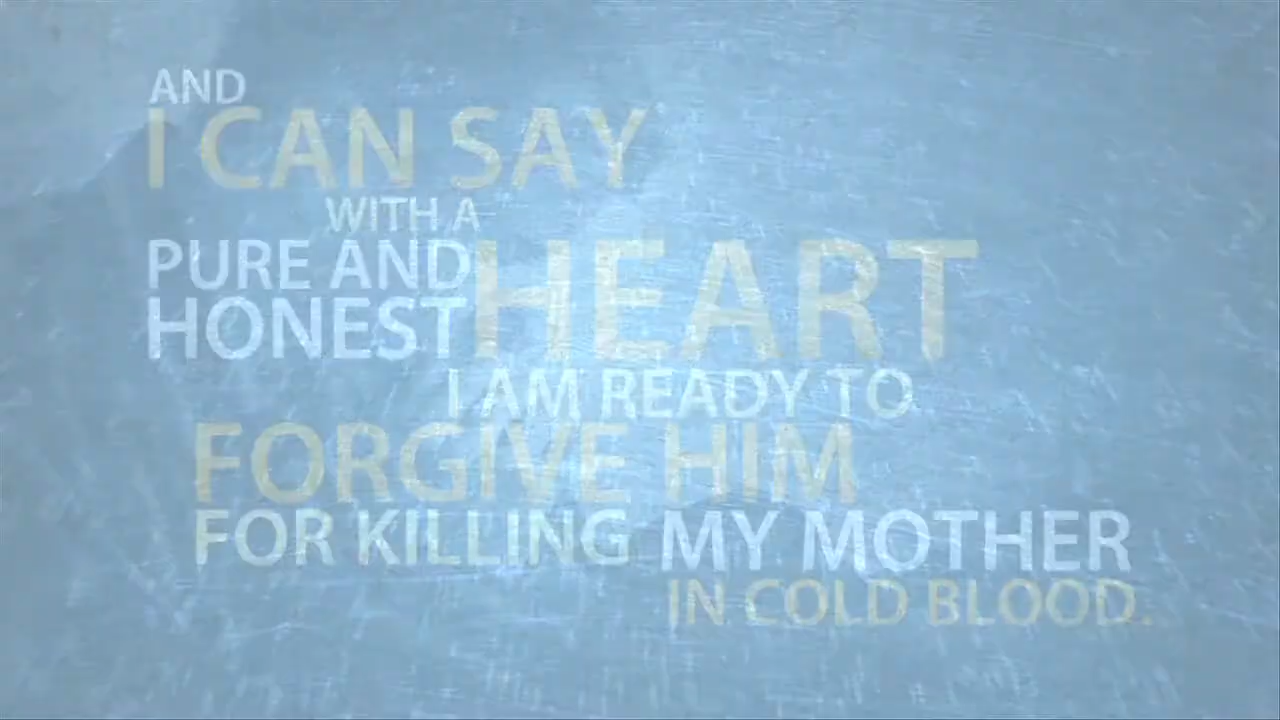 AND
I CAN SAY
WITH A
PURE AND
HONEST HEART
I AM READY TO
FORGIVE HIM
FOR KILLING MY MOTHER
IN COLD BLOOD.